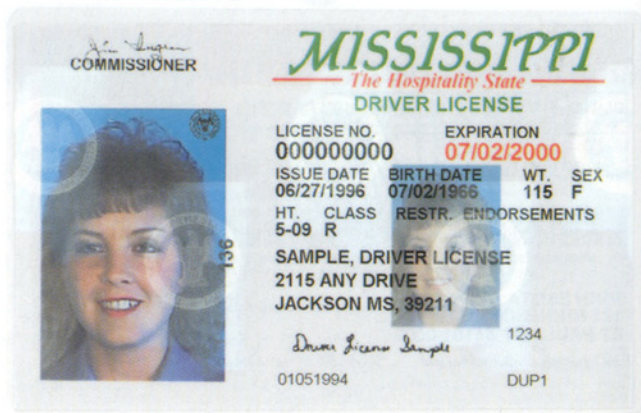 COMMISSIONER
MISSISSIPPI
The Hospitality State
DRIVER LICENSE
LICENSE NO. EXPIRATION
000000000 07/02/2000
ISSUE DATE BIRTH DATE WT. SEX
06/27/1996 07/02/1966 115 F
HT. CLASS RESTR. ENDORSEMENTS
5-09 R
136
SAMPLE, DRIVER LICENSE
2115 ANY DRIVE
JACKSON MS, 39211
Driver License Sample
1234
01051994 DUP1